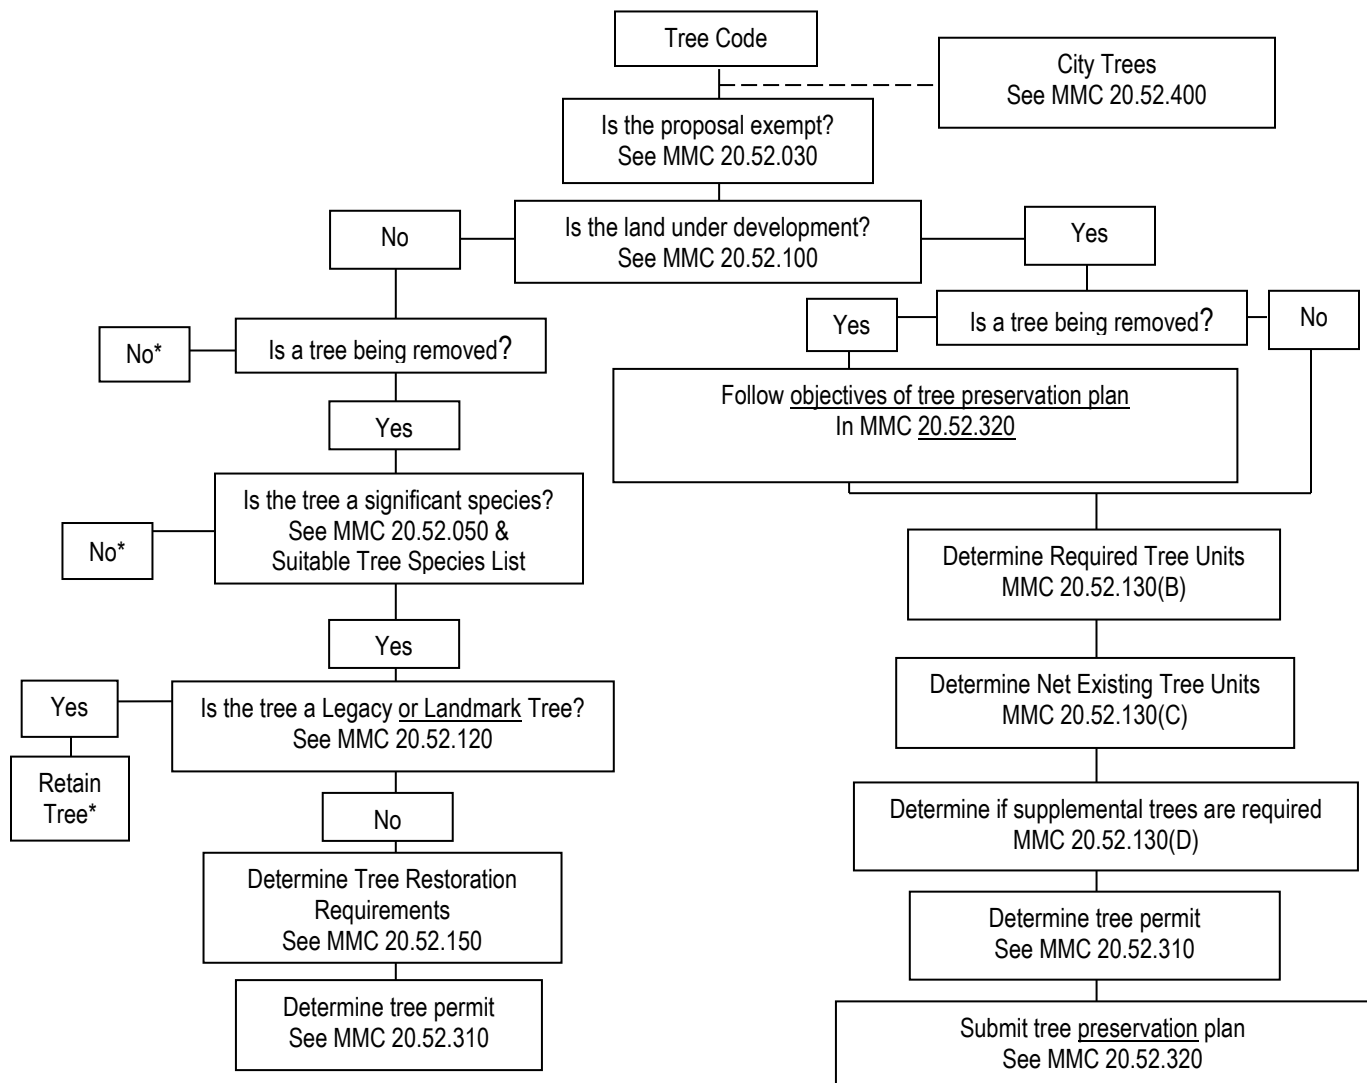 Tree Code
City Trees
See MMC 20.52.400
Is the proposal exempt?
See MMC 20.52.030
Is the land under development?
See MMC 20.52.100
No
Yes
Is a tree being removed?
No*
Yes
Is a tree being removed?
No
Yes
Follow objectives of tree preservation plan
In MMC 20.52.320
Is the tree a significant species?
See MMC 20.52.050 &
Suitable Tree Species List
No*
Yes
Determine Required Tree Units
MMC 20.52.130(B)
Is the tree a Legacy or Landmark Tree?
See MMC 20.52.120
Yes
Retain
Tree*
No
Determine Net Existing Tree Units
MMC 20.52.130(C)
Determine if supplemental trees are required
MMC 20.52.130(D)
Determine Tree Restoration
Requirements
See MMC 20.52.150
Determine tree permit
See MMC 20.52.310
Determine tree permit
See MMC 20.52.310
Submit tree preservation plan
See MMC 20.52.320